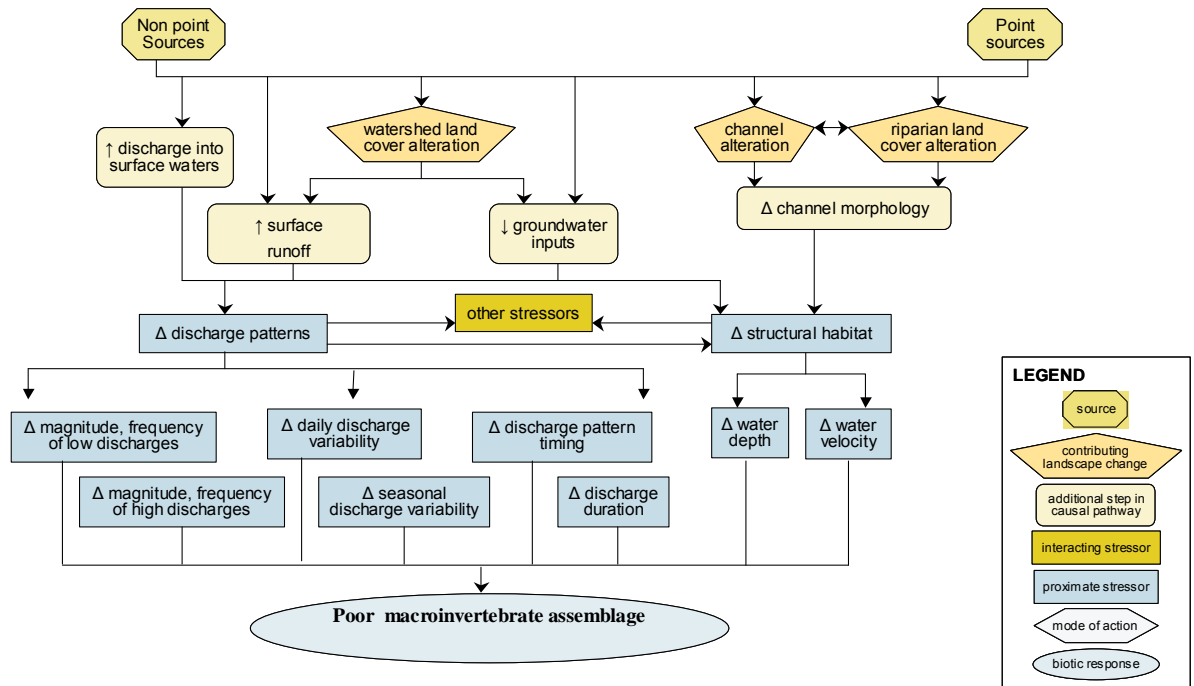 Non point
Sources
Point
sources
watershed land
cover alteration
channel
alteration
riparian land
cover alteration
↑ discharge into
surface waters
↑ surface
runoff
↓ groundwater
inputs
Δ channel morphology
other stressors
Δ discharge patterns
Δ structural habitat
Δ magnitude, frequency
of low discharges
Δ daily discharge
variability
Δ discharge pattern
timing
Δ water
depth
Δ water
velocity
Δ magnitude, frequency
of high discharges
Δ seasonal
discharge variability
Δ discharge
duration
Poor macroinvertebrate assemblage
LEGEND
source
contributing
landscape change
additional step in
causal pathway
interacting stressor
proximate stressor
mode of action
biotic response